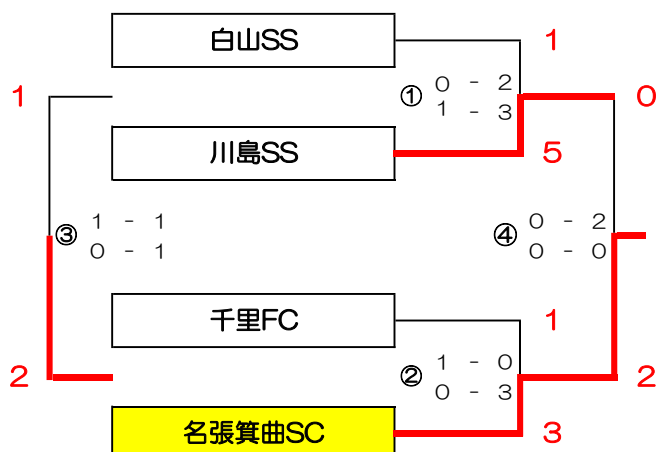 白山SS
1
1
① 0 - 2
0
1 - 3
川島SS
5
③ 1 - 1
0 - 1
④ 0 - 2
0 - 0
千里FC
1
2
② 1 - 0
2
0 - 3
名張箕曲SC
3